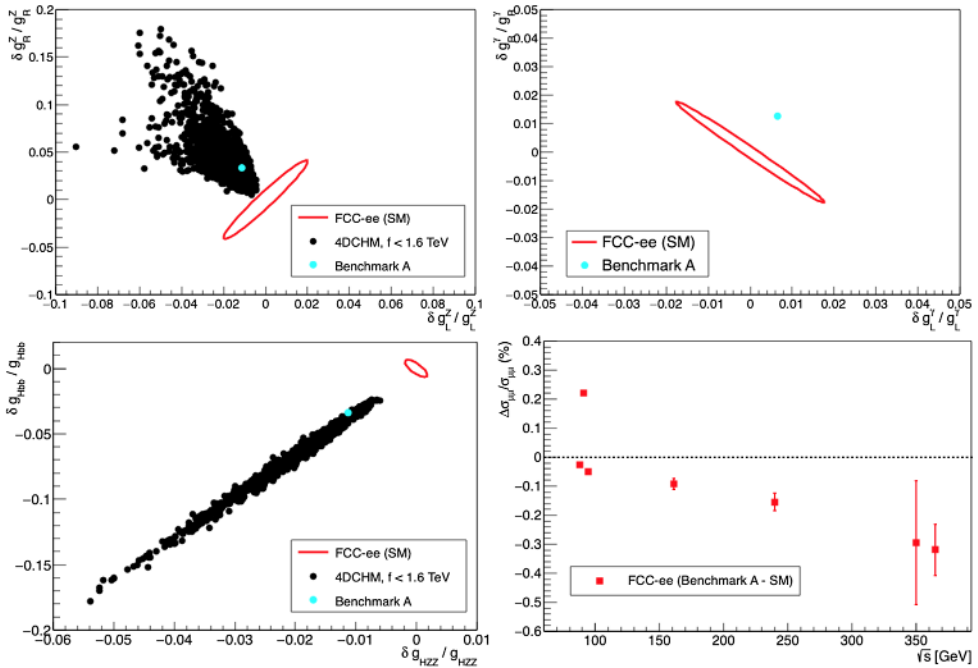 δ g_R^Z / g_R^Z
0.2
0.15
0.1
0.05
0
−0.05
−0.1
−0.1 −0.08 −0.06 −0.04 −0.02 0 0.02 0.04 0.06 0.08 0.1
δ g_L^Z / g_L^Z
FCC-ee (SM)
4DCHM, f < 1.6 TeV
Benchmark A
δ g_R^γ / g_R^γ
0.05
0.04
0.03
0.02
0.01
0
−0.01
−0.02
−0.03
−0.04
−0.05
−0.05 −0.04 −0.03 −0.02 −0.01 0 0.01 0.02 0.03 0.04 0.05
δ g_L^γ / g_L^γ
FCC-ee (SM)
Benchmark A
δ g_Hbb / g_Hbb
0
−0.05
−0.1
−0.15
−0.2
−0.06 −0.05 −0.04 −0.03 −0.02 −0.01 0 0.01
δ g_HZZ / g_HZZ
FCC-ee (SM)
4DCHM, f < 1.6 TeV
Benchmark A
Δσ_μμ/σ_μμ (%)
0.4
0.3
0.2
0.1
0
−0.1
−0.2
−0.3
−0.4
−0.5
−0.6
100 150 200 250 300 350
√s [GeV]
FCC-ee (Benchmark A - SM)